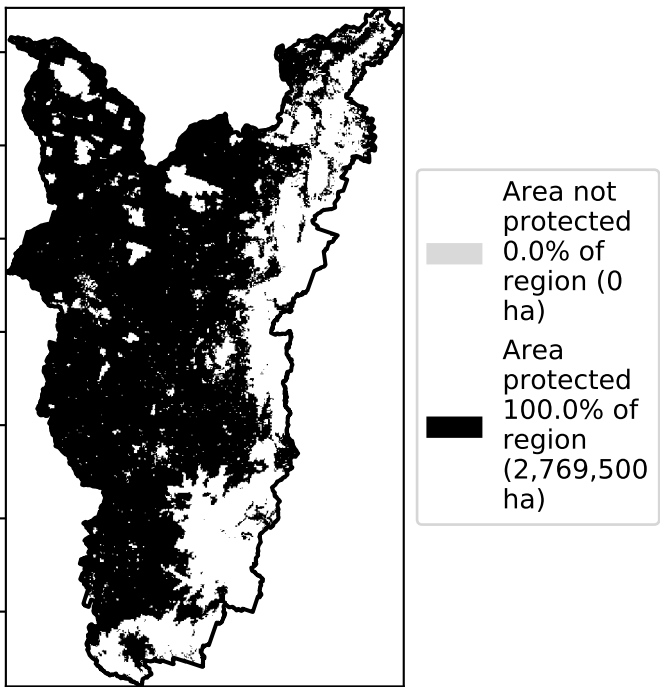 Area not
protected
0.0% of
region (0
ha)
Area
protected
100.0% of
region
(2,769,500
ha)